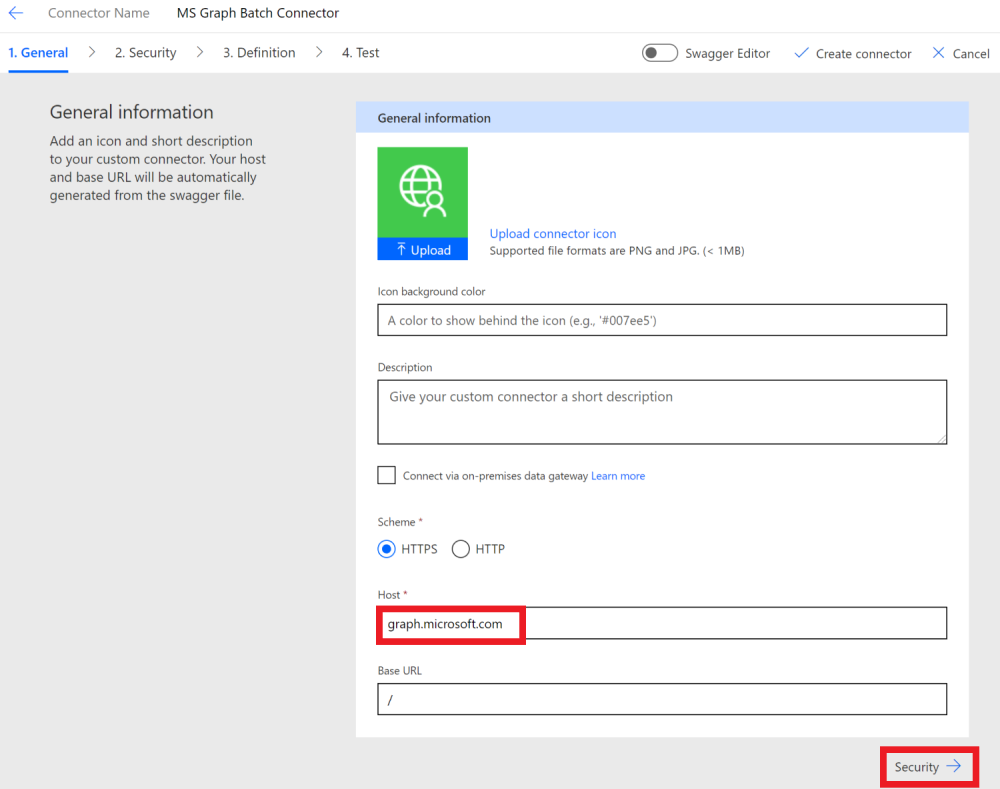 Connector Name MS Graph Batch Connector
1. General 2. Security 3. Definition 4. Test Swagger Editor Create connector Cancel
General information
Add an icon and short description
to your custom connector. Your host
and base URL will be automatically
generated from the swagger file.
General information
Upload
Upload connector icon
Supported file formats are PNG and JPG. (< 1MB)
Icon background color
A color to show behind the icon (e.g., '#007ee5')
Description
Give your custom connector a short description
Connect via on-premises data gateway Learn more
Scheme *
HTTPS HTTP
Host *
graph.microsoft.com
Base URL
/
Security